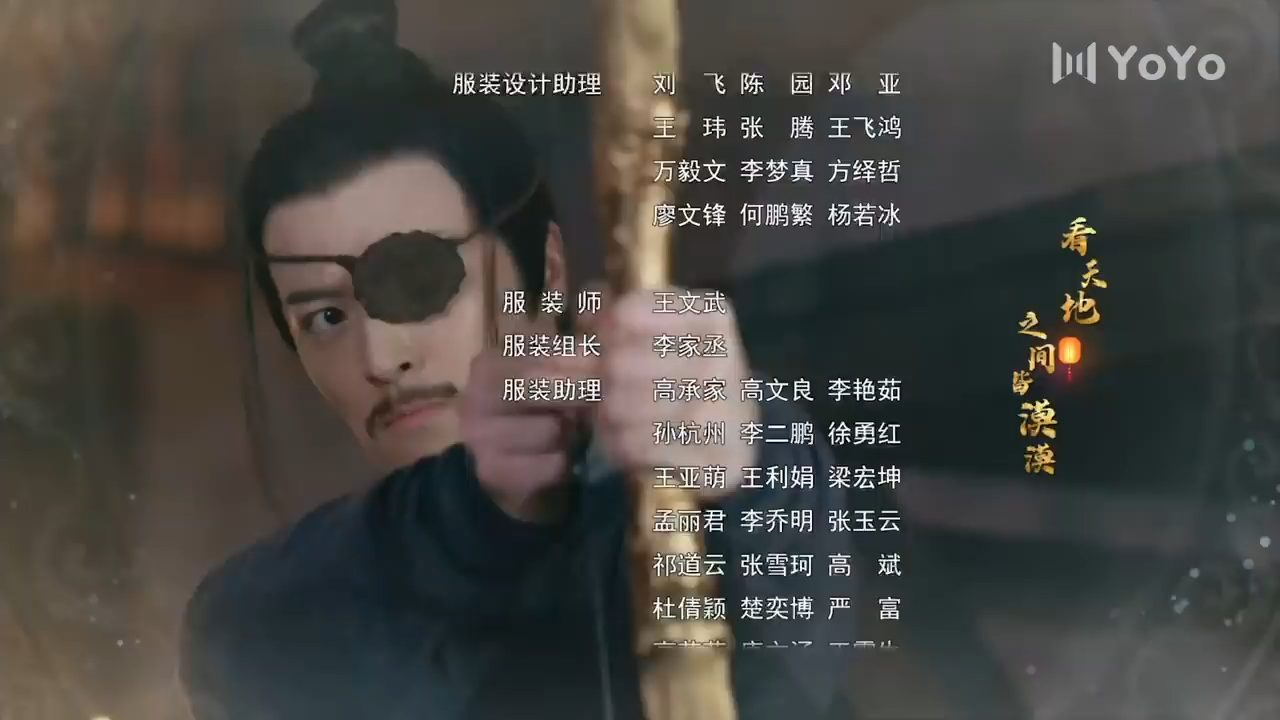 YoYo
服装设计助理 刘 飞 陈 园 邓 亚
王 玮 张 腾 王飞鸿
万毅文 李梦真 方绎哲
廖文锋 何鹏繁 杨若冰
服 装 师 王文武
服装组长 李家丞
服装助理 高承家 高文良 李艳茹
孙杭州 李二鹏 徐勇红
王亚萌 王利娟 梁宏坤
孟丽君 李乔明 张玉云
祁道云 张雪珂 高 斌
杜倩颖 楚奕博 严 富
看天地
之间皆漠漠